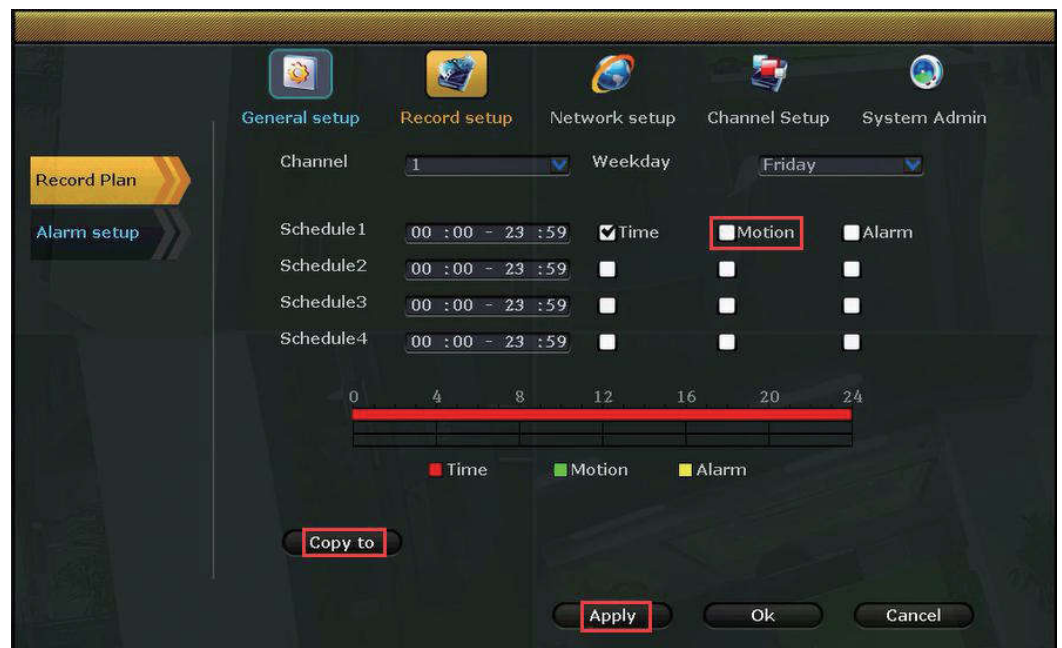 General setup Record setup Network setup Channel Setup System Admin
Record Plan
Alarm setup
Channel 1 Weekday Friday
Schedule1 00 :00 - 23 :59 Time Motion Alarm
Schedule2 00 :00 - 23 :59
Schedule3 00 :00 - 23 :59
Schedule4 00 :00 - 23 :59
0 4 8 12 16 20 24
Time Motion Alarm
Copy to
Apply Ok Cancel